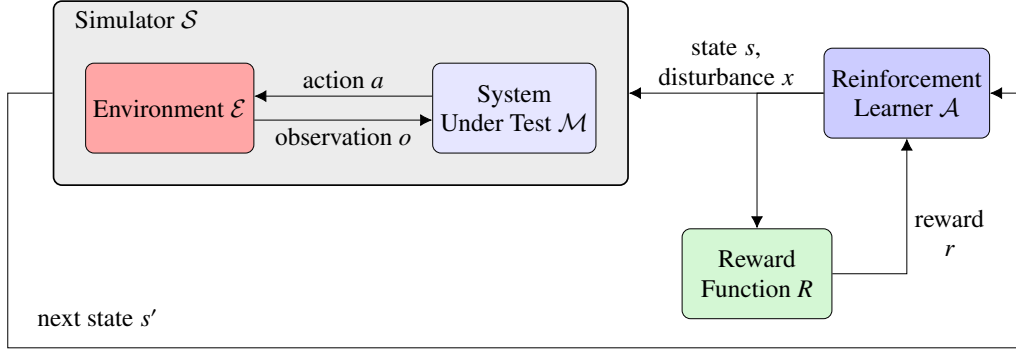 Simulator 𝒮
Environment ℰ
action a
observation o
System
Under Test ℳ
state s,
disturbance x
Reinforcement
Learner 𝒜
Reward
Function R
reward
r
next state s′